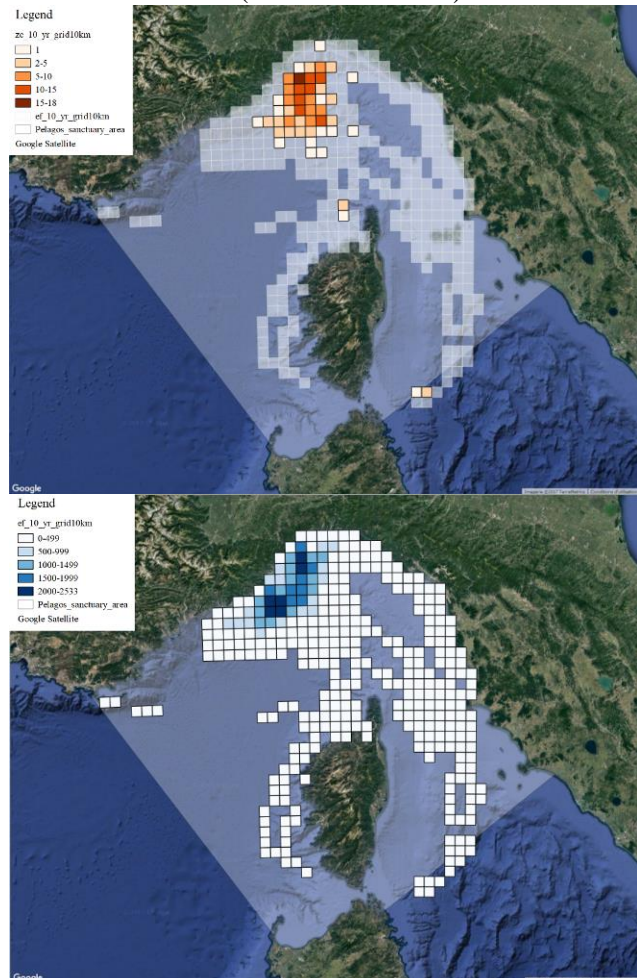 Legend
zc_10_yr_grid10km
1
2-5
5-10
10-15
15-18
ef_10_yr_grid10km
Pelagos_sanctuary_area
Google Satellite
Google
Legend
ef_10_yr_grid10km
0-499
500-999
1000-1499
1500-1999
2000-2533
Pelagos_sanctuary_area
Google Satellite
Google